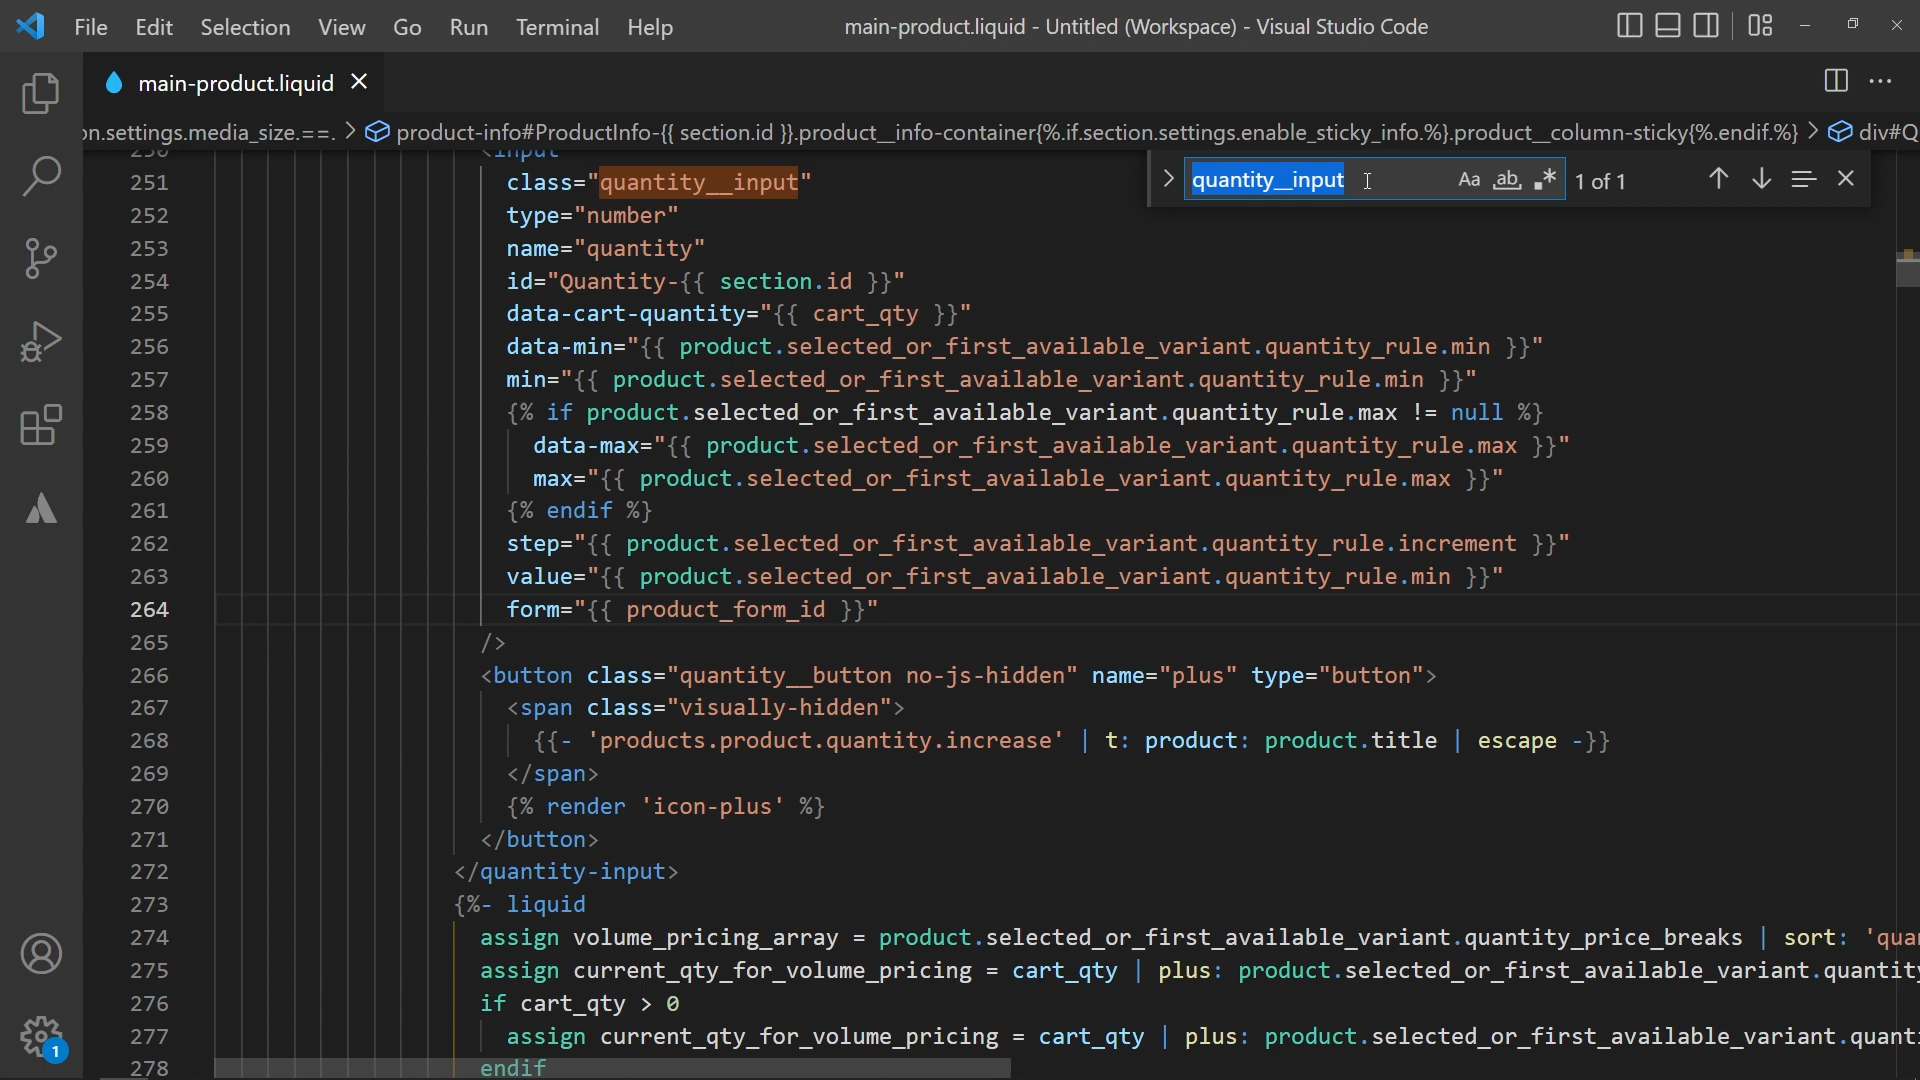 File Edit Selection View Go Run Terminal Help main-product.liquid - Untitled (Workspace) - Visual Studio Code
main-product.liquid
on.settings.media_size.==. > product-info#ProductInfo-{{ section.id }}.product__info-container{%.if.section.settings.enable_sticky_info.%}.product__column-sticky{%.endif.%} > div#Q
quantity__input Aa ab 1 of 1
250 <input
251 class="quantity__input"
252 type="number"
253 name="quantity"
254 id="Quantity-{{ section.id }}"
255 data-cart-quantity="{{ cart_qty }}"
256 data-min="{{ product.selected_or_first_available_variant.quantity_rule.min }}"
257 min="{{ product.selected_or_first_available_variant.quantity_rule.min }}"
258 {% if product.selected_or_first_available_variant.quantity_rule.max != null %}
259 data-max="{{ product.selected_or_first_available_variant.quantity_rule.max }}"
260 max="{{ product.selected_or_first_available_variant.quantity_rule.max }}"
261 {% endif %}
262 step="{{ product.selected_or_first_available_variant.quantity_rule.increment }}"
263 value="{{ product.selected_or_first_available_variant.quantity_rule.min }}"
264 form="{{ product_form_id }}"
265 />
266 <button class="quantity__button no-js-hidden" name="plus" type="button">
267 <span class="visually-hidden">
268 {{- 'products.product.quantity.increase' | t: product: product.title | escape -}}
269 </span>
270 {% render 'icon-plus' %}
271 </button>
272 </quantity-input>
273 {%- liquid
274 assign volume_pricing_array = product.selected_or_first_available_variant.quantity_price_breaks | sort: 'qua
275 assign current_qty_for_volume_pricing = cart_qty | plus: product.selected_or_first_available_variant.quantity
276 if cart_qty > 0
277 assign current_qty_for_volume_pricing = cart_qty | plus: product.selected_or_first_available_variant.quant
278 endif
1